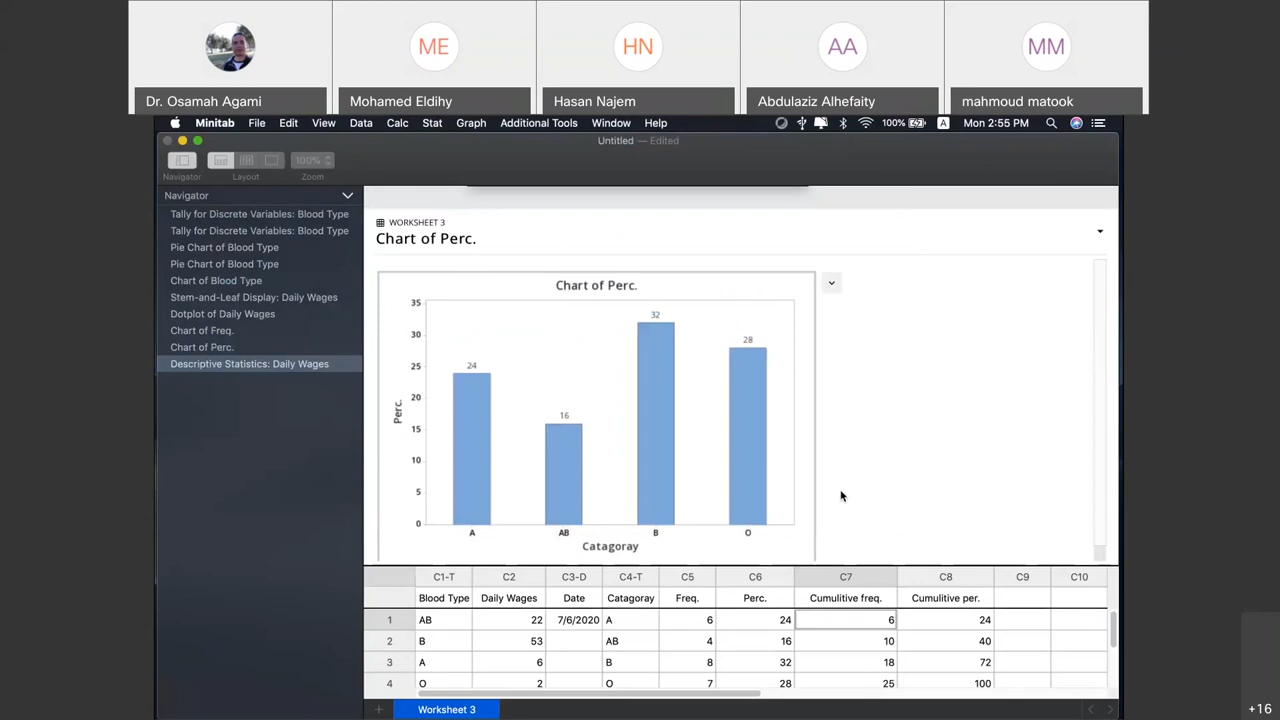 ME HN AA MM
Dr. Osamah Agami Mohamed Eldihy Hasan Najem Abdulaziz Alhefaity mahmoud matook
Minitab File Edit View Data Calc Stat Graph Additional Tools Window Help 100% A Mon 2:55 PM
Untitled — Edited
100%
Navigator Layout Zoom
Navigator
Tally for Discrete Variables: Blood Type
Tally for Discrete Variables: Blood Type
Pie Chart of Blood Type
Pie Chart of Blood Type
Chart of Blood Type
Stem-and-Leaf Display: Daily Wages
Dotplot of Daily Wages
Chart of Freq.
Chart of Perc.
Descriptive Statistics: Daily Wages
WORKSHEET 3
Chart of Perc.
Chart of Perc.
35
30
25
20
15
10
5
0
Perc.
24 16 32 28
A AB B O
Catagoray
C1-T C2 C3-D C4-T C5 C6 C7 C8 C9 C10
Blood Type Daily Wages Date Catagoray Freq. Perc. Cumulitive freq. Cumulitive per.
1 AB 22 7/6/2020 A 6 24 6 24
2 B 53 AB 4 16 10 40
3 A 6 B 8 32 18 72
4 O 2 O 7 28 25 100
+ Worksheet 3
+16